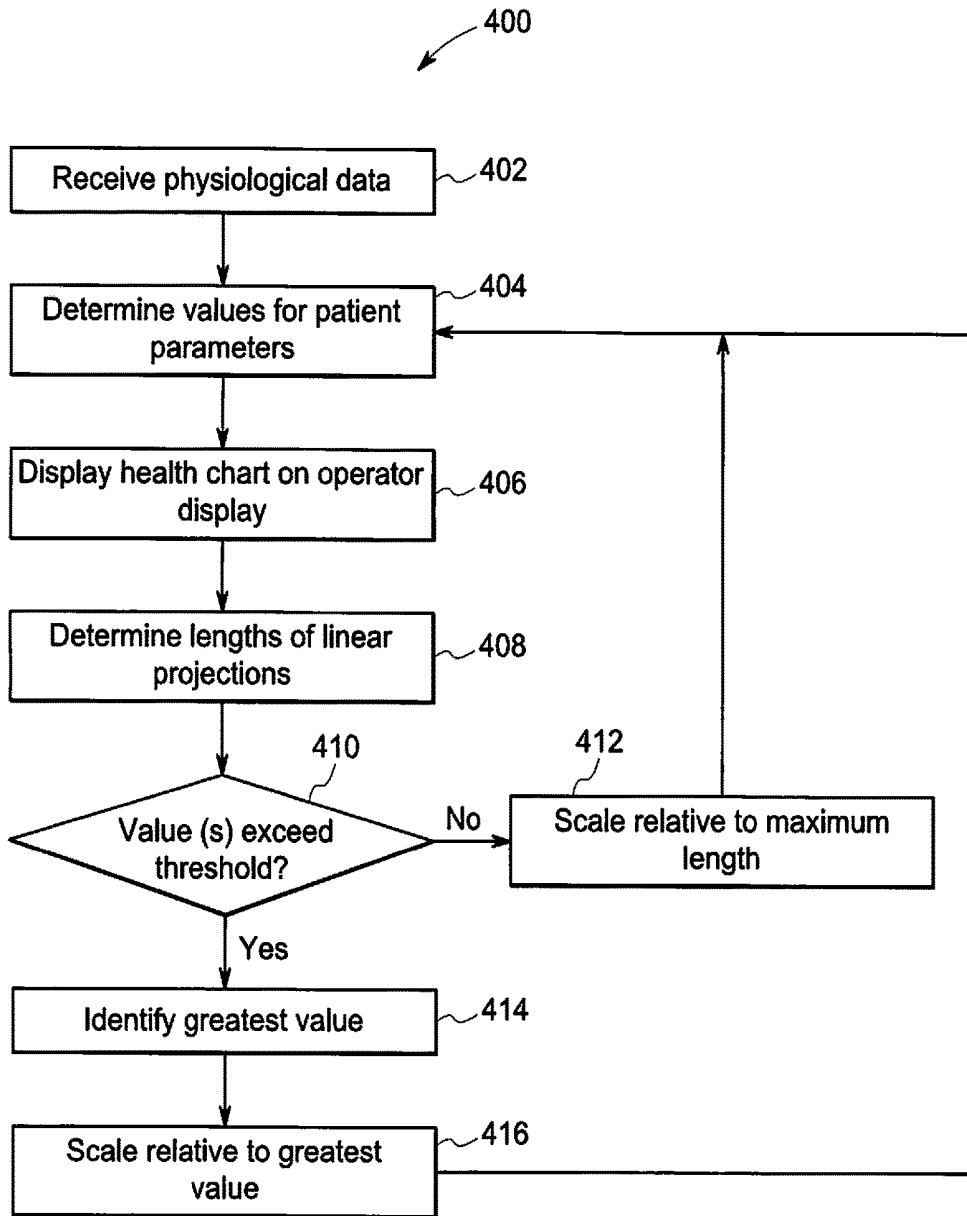 400
Receive physiological data
402
Determine values for patient
parameters
404
Display health chart on operator
display
406
Determine lengths of linear
projections
408
410
Value (s) exceed
threshold?
No
412
Scale relative to maximum
length
Yes
Identify greatest value
414
Scale relative to greatest
value
416